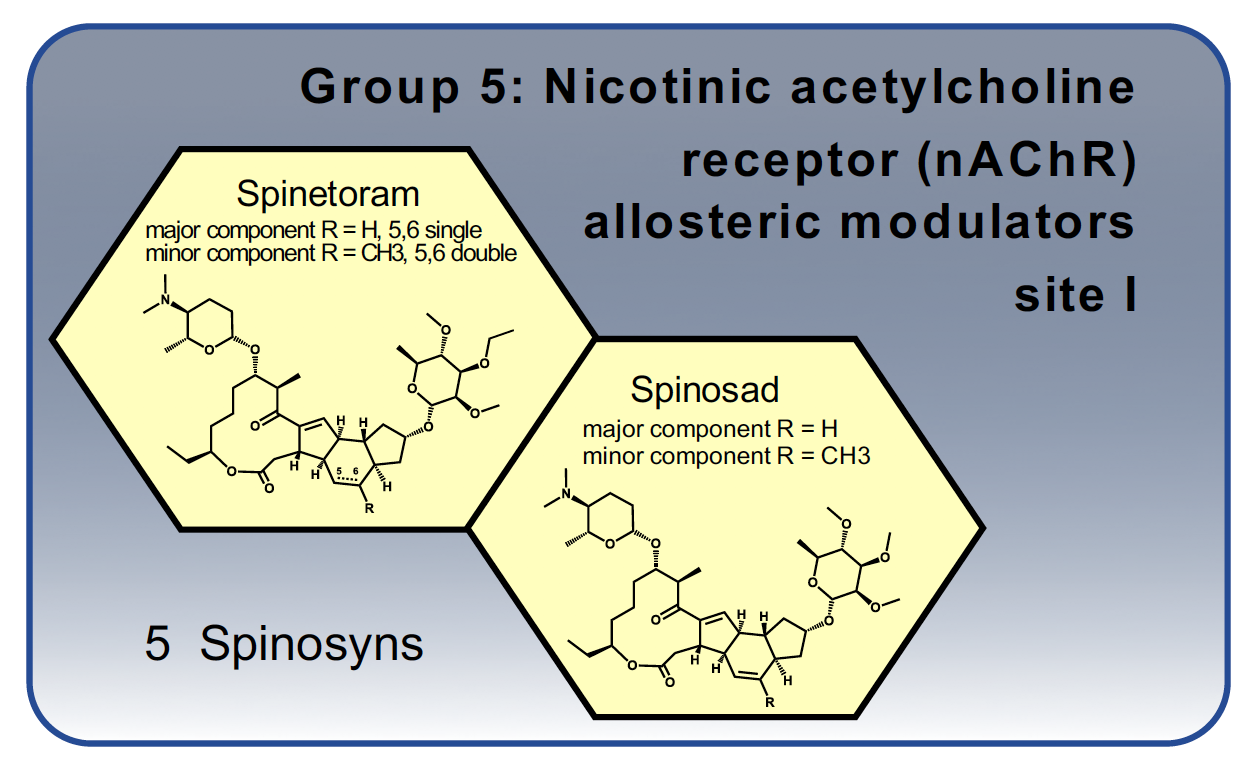 Group 5: Nicotinic acetylcholine
receptor (nAChR)
allosteric modulators
site I
Spinetoram
major component R = H, 5,6 single
minor component R = CH3, 5,6 double
N
O
O
O
O
O
O
O
O
H
H
O
O
H
H
5 6
H
R
Spinosad
major component R = H
minor component R = CH3
N
O
O
O
O
O
O
O
O
H
H
O
O
H
H
H
R
5 Spinosyns